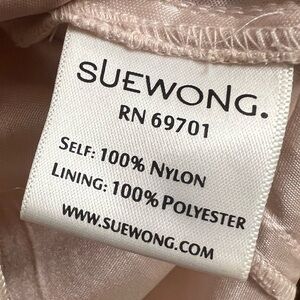 SUEWONG.
RN 69701
SELF: 100% NYLON
LINING: 100% POLYESTER
WWW.SUEWONG.COM